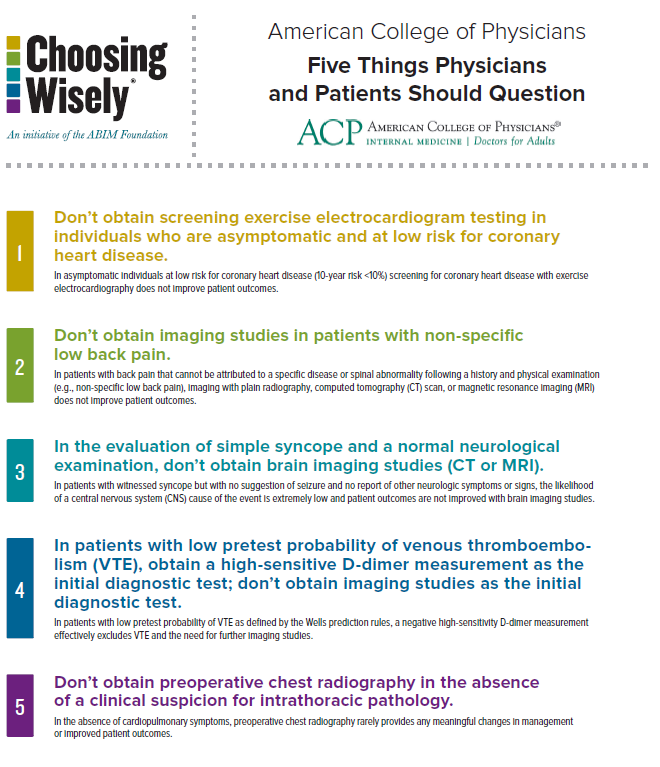 Choosing
Wisely®
An initiative of the ABIM Foundation
American College of Physicians
Five Things Physicians
and Patients Should Question
ACP AMERICAN COLLEGE OF PHYSICIANS®
INTERNAL MEDICINE | Doctors for Adults
1
Don’t obtain screening exercise electrocardiogram testing in
individuals who are asymptomatic and at low risk for coronary
heart disease.
In asymptomatic individuals at low risk for coronary heart disease (10-year risk <10%) screening for coronary heart disease with exercise
electrocardiography does not improve patient outcomes.
2
Don’t obtain imaging studies in patients with non-specific
low back pain.
In patients with back pain that cannot be attributed to a specific disease or spinal abnormality following a history and physical examination
(e.g., non-specific low back pain), imaging with plain radiography, computed tomography (CT) scan, or magnetic resonance imaging (MRI)
does not improve patient outcomes.
3
In the evaluation of simple syncope and a normal neurological
examination, don’t obtain brain imaging studies (CT or MRI).
In patients with witnessed syncope but with no suggestion of seizure and no report of other neurologic symptoms or signs, the likelihood
of a central nervous system (CNS) cause of the event is extremely low and patient outcomes are not improved with brain imaging studies.
4
In patients with low pretest probability of venous thromboembo-
lism (VTE), obtain a high-sensitive D-dimer measurement as the
initial diagnostic test; don’t obtain imaging studies as the initial
diagnostic test.
In patients with low pretest probability of VTE as defined by the Wells prediction rules, a negative high-sensitivity D-dimer measurement
effectively excludes VTE and the need for further imaging studies.
5
Don’t obtain preoperative chest radiography in the absence
of a clinical suspicion for intrathoracic pathology.
In the absence of cardiopulmonary symptoms, preoperative chest radiography rarely provides any meaningful changes in management
or improved patient outcomes.